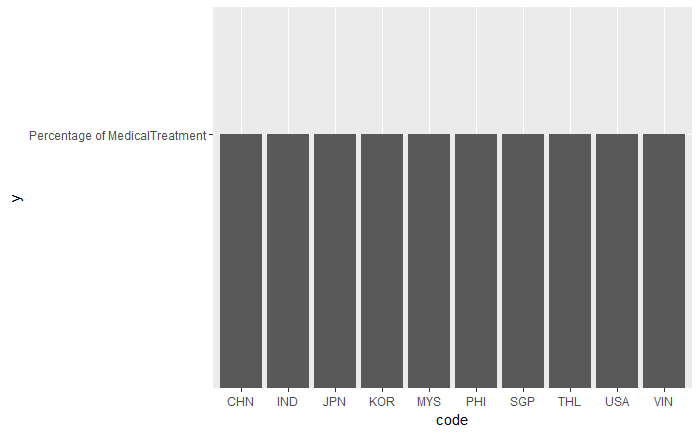 Percentage of MedicalTreatment
y
CHN IND JPN KOR MYS PHI SGP THL USA VIN
code